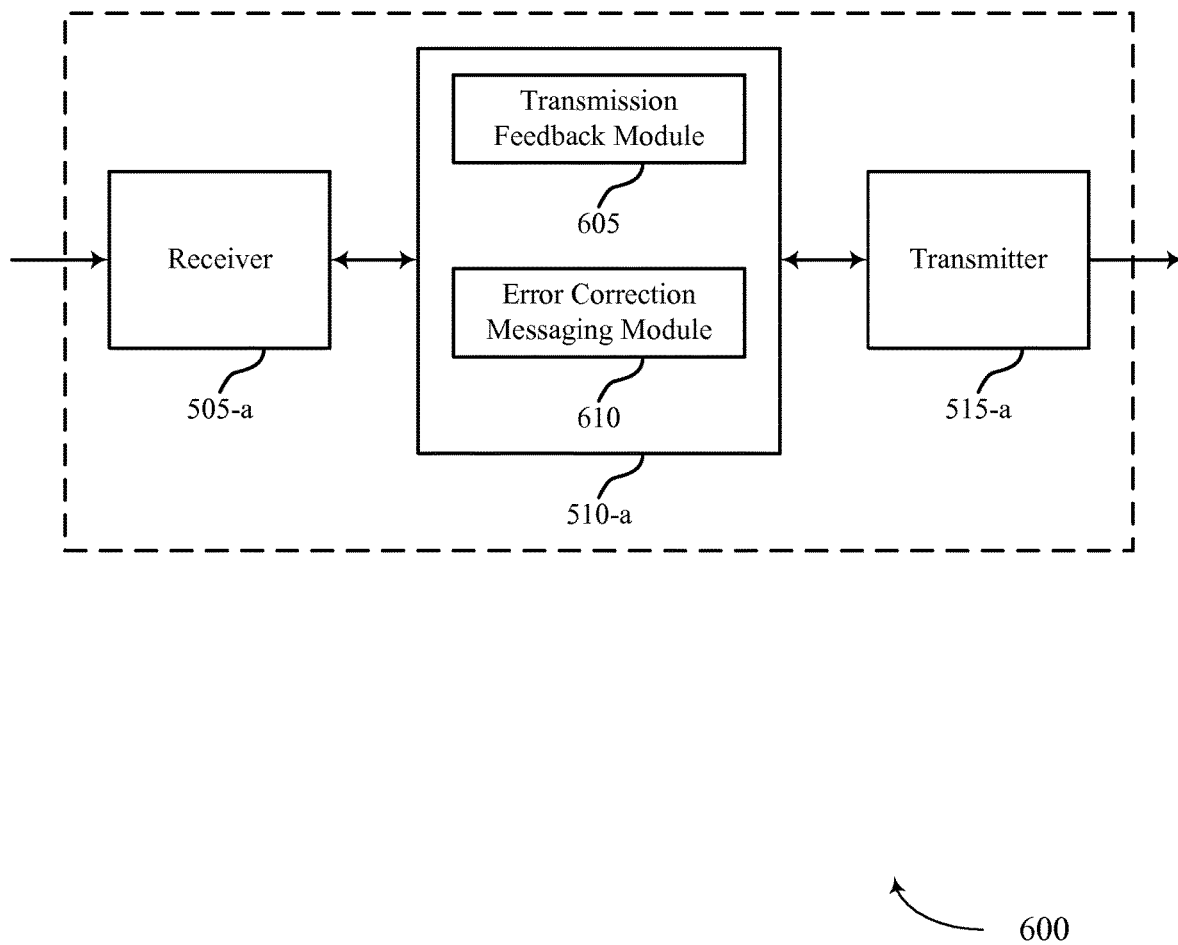 Transmission
Feedback Module
605
Receiver
Transmitter
Error Correction
Messaging Module
505-a
610
515-a
510-a
600